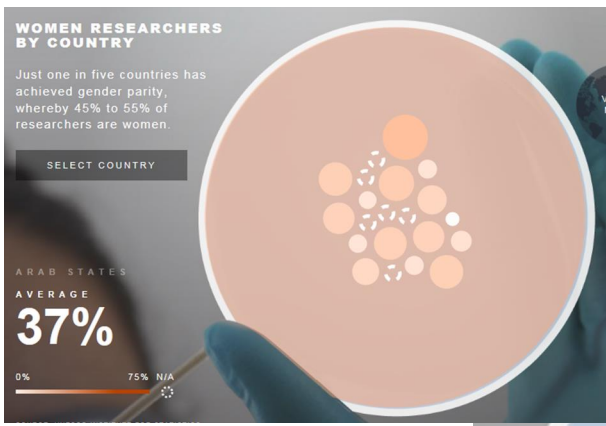 WOMEN RESEARCHERS
BY COUNTRY
Just one in five countries has
achieved gender parity,
whereby 45% to 55% of
researchers are women.
SELECT COUNTRY
ARAB STATES
AVERAGE
37%
0% 75% N/A